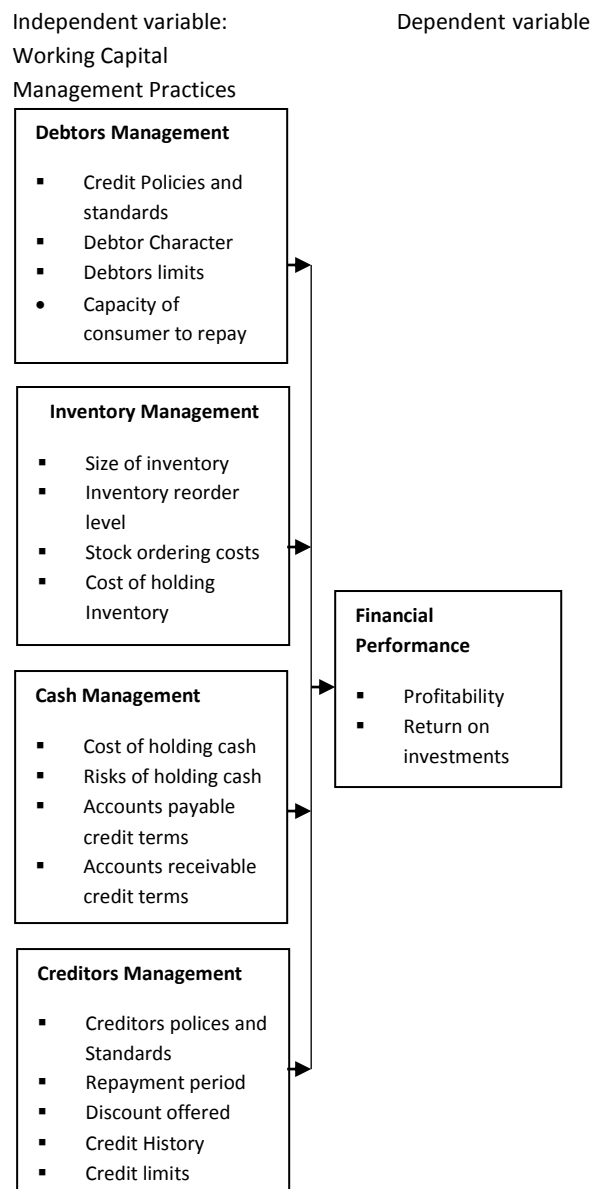 Independent variable:
Dependent variable
Working Capital
Management Practices
Debtors Management
▪ Credit Policies and
standards
▪ Debtor Character
▪ Debtors limits
● Capacity of
consumer to repay
Inventory Management
▪ Size of inventory
▪ Inventory reorder
level
▪ Stock ordering costs
▪ Cost of holding
Inventory
Financial
Performance
▪ Profitability
▪ Return on
investments
Cash Management
▪ Cost of holding cash
▪ Risks of holding cash
▪ Accounts payable
credit terms
▪ Accounts receivable
credit terms
Creditors Management
▪ Creditors polices and
Standards
▪ Repayment period
▪ Discount offered
▪ Credit History
▪ Credit limits